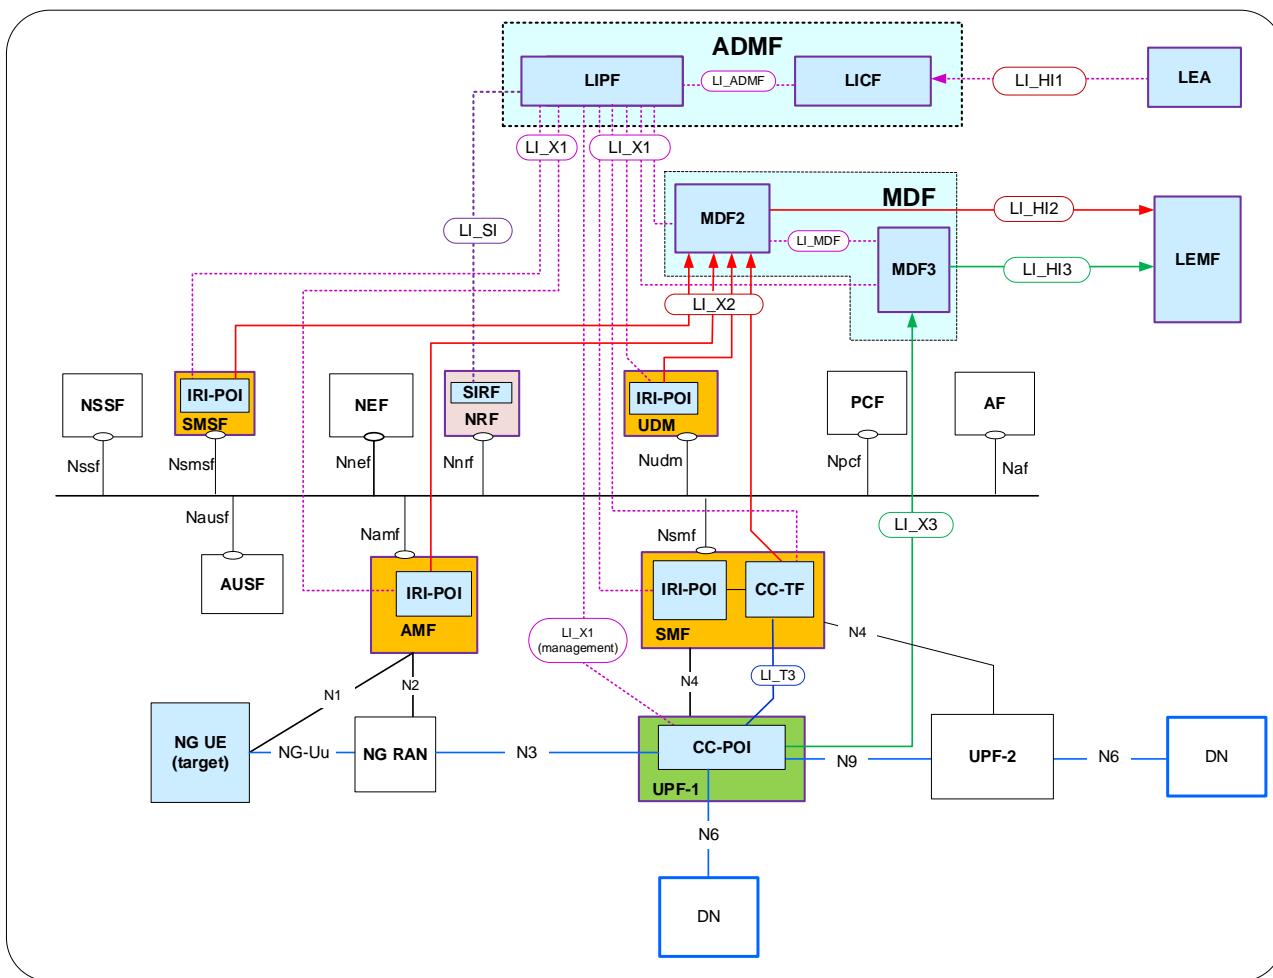 ADMF
LIPF
LI_ADMF
LICF
LI_HI1
LEA
LI_X1
LI_X1
MDF
MDF2
LI_HI2
LI_SI
LI_MDF
LEMF
MDF3
LI_HI3
LI_X2
NSSF
IRI-POI
SMSF
NEF
SIRF
NRF
IRI-POI
UDM
PCF
AF
Nssf
Nsmsf
Nnef
Nnrf
Nudm
Npcf
Naf
Nausf
Namf
Nsmf
LI_X3
AUSF
IRI-POI
AMF
IRI-POI
CC-TF
SMF
LI_X1
(management)
N4
N1
N2
N4
LI_T3
NG UE
(target)
NG-Uu
NG RAN
N3
CC-POI
UPF-1
N9
UPF-2
N6
DN
N6
DN